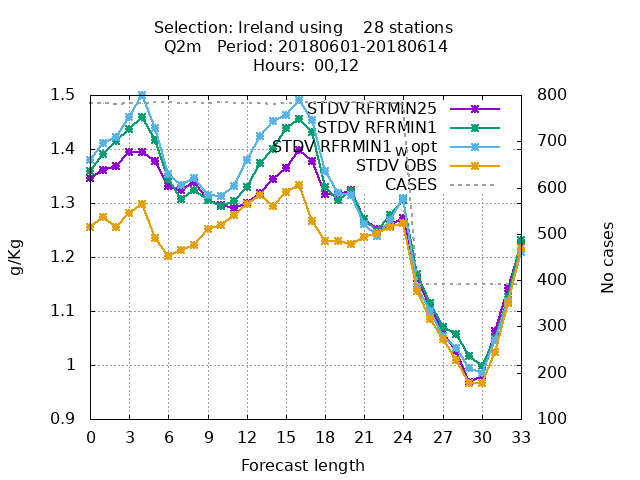 Selection: Ireland using    28 stations
Q2m   Period: 20180601-20180614
Hours:  00,12
1.5
1.4
1.3
1.2
1.1
1
0.9
g/Kg
STDV RFRMIN25
STDV RFRMIN1
STDV RFRMIN1_W opt
STDV OBS
CASES
800
700
600
500
400
300
200
100
No cases
0 3 6 9 12 15 18 21 24 27 30 33
Forecast length